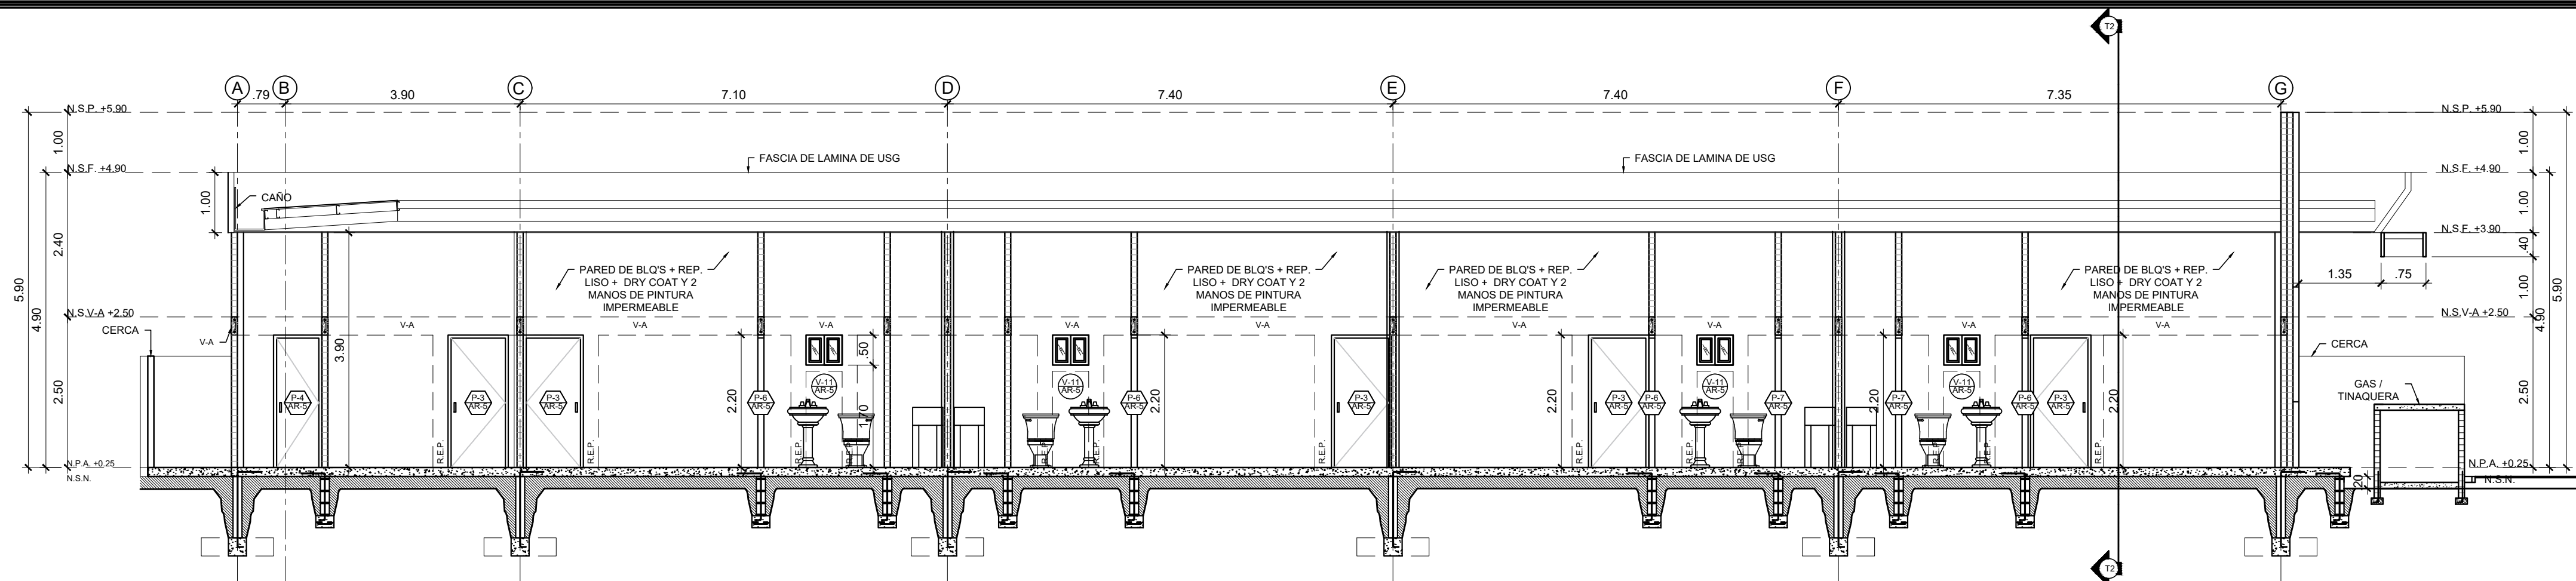 T2
A
B
C
D
E
F
G
.79
3.90
7.10
7.40
7.40
7.35
N.S.P. +5.90
N.S.P. +5.90
1.00
1.00
FASCIA DE LAMINA DE USG
FASCIA DE LAMINA DE USG
N.S.F. +4.90
N.S.F. +4.90
CAÑO
1.00
1.00
2.40
N.S.F. +3.90
.40
5.90
4.90
PARED DE BLQ'S + REP.
LISO + DRY COAT Y 2
MANOS DE PINTURA
IMPERMEABLE
PARED DE BLQ'S + REP.
LISO + DRY COAT Y 2
MANOS DE PINTURA
IMPERMEABLE
PARED DE BLQ'S + REP.
LISO + DRY COAT Y 2
MANOS DE PINTURA
IMPERMEABLE
PARED DE BLQ'S + REP.
LISO + DRY COAT Y 2
MANOS DE PINTURA
IMPERMEABLE
1.35
.75
1.00
5.90
4.90
N.S.V-A +2.50
N.S.V-A +2.50
CERCA
V-A
V-A
V-A
V-A
V-A
V-A
V-A
V-A
V-A
V-A
3.90
.50
CERCA
2.50
2.50
P-4
AR-5
P-3
AR-5
P-3
AR-5
2.20
P-6
AR-5
V-11
AR-5
1.70
V-11
AR-5
P-6
AR-5
2.20
P-3
AR-5
2.20
P-3
AR-5
P-6
AR-5
V-11
AR-5
P-7
AR-5
2.20
P-7
AR-5
V-11
AR-5
P-6
AR-5
P-3
AR-5
2.20
GAS /
TINAQUERA
R.E.P.
R.E.P.
R.E.P.
R.E.P.
R.E.P.
R.E.P.
R.E.P.
R.E.P.
R.E.P.
R.E.P.
N.P.A. +0.25
N.S.N.
N.P.A. +0.25
.20
N.S.N.
T2